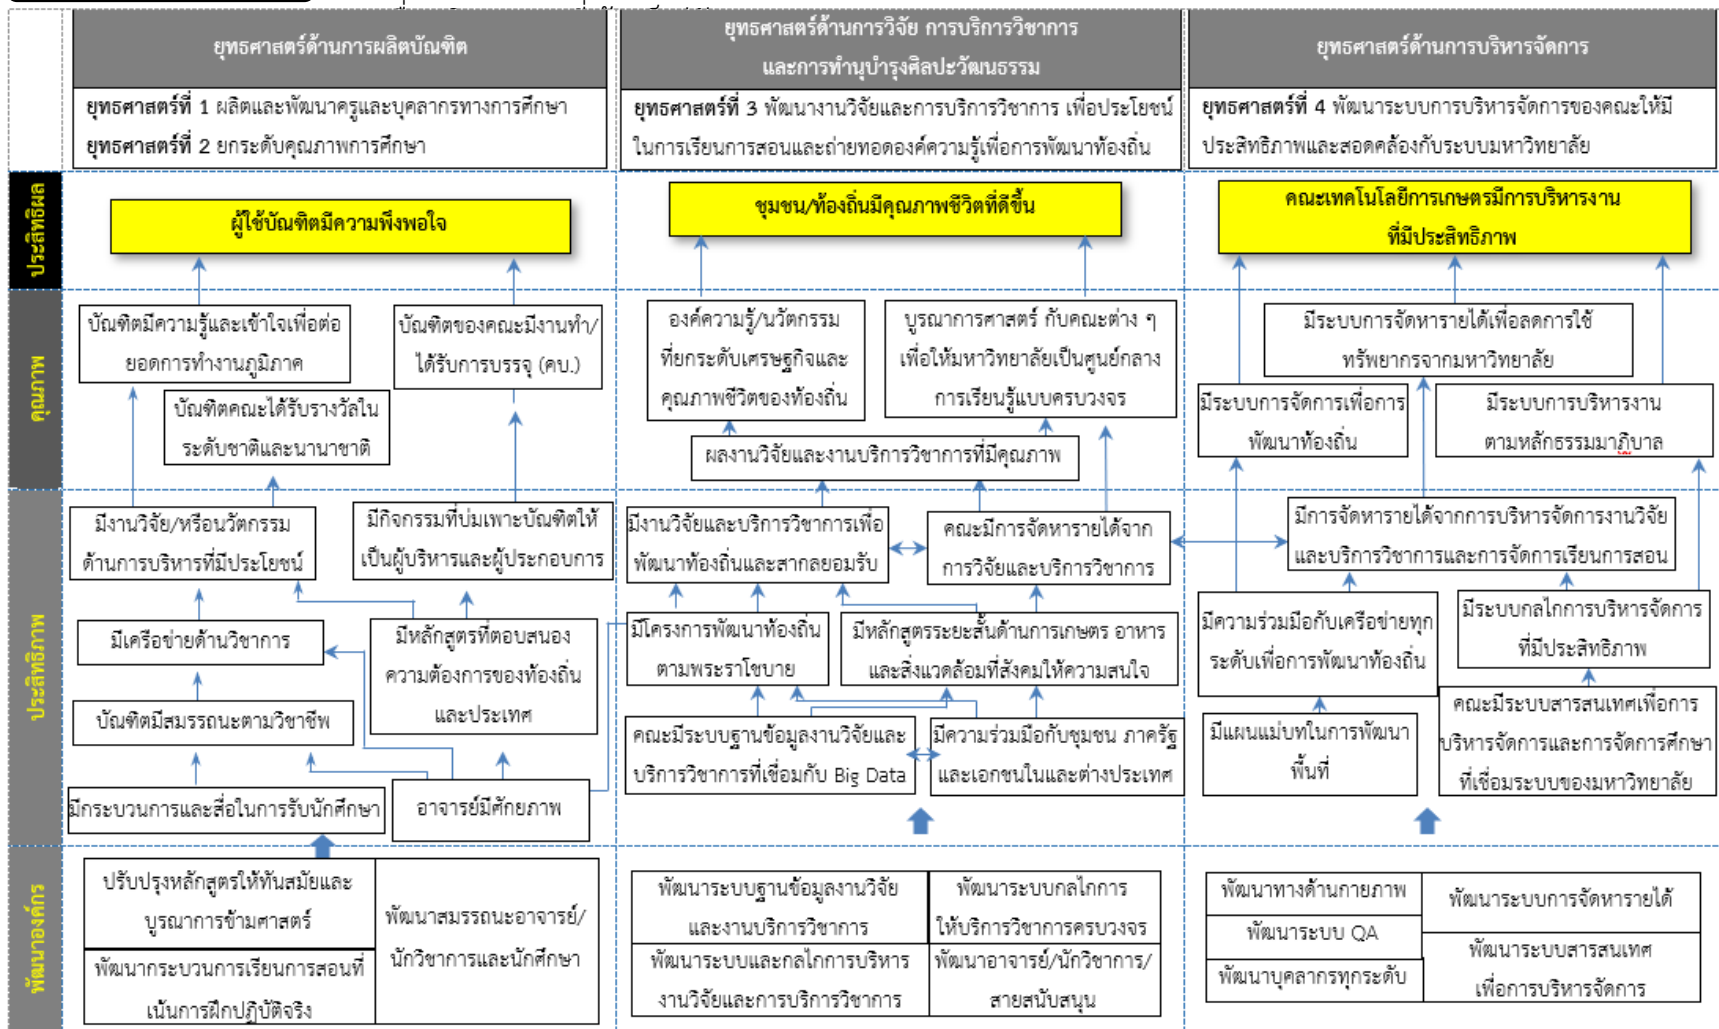 ยุทธศาสตร์ด้านการผลิตบัณฑิต
ยุทธศาสตร์ด้านการวิจัย การบริการวิชาการ
และการทำนุบำรุงศิลปะวัฒนธรรม
ยุทธศาสตร์ด้านการบริหารจัดการ
ยุทธศาสตร์ที่ 1 ผลิตและพัฒนาครูและบุคลากรทางการศึกษา
ยุทธศาสตร์ที่ 2 ยกระดับคุณภาพการศึกษา
ยุทธศาสตร์ที่ 3 พัฒนางานวิจัยและการบริการวิชาการ เพื่อประโยชน์
ในการเรียนการสอนและถ่ายทอดองค์ความรู้เพื่อการพัฒนาท้องถิ่น
ยุทธศาสตร์ที่ 4 พัฒนาระบบการบริหารจัดการของคณะให้มี
ประสิทธิภาพและสอดคล้องกับระบบมหาวิทยาลัย
ประสิทธิผล
ผู้ใช้บัณฑิตมีความพึงพอใจ
ชุมชน/ท้องถิ่นมีคุณภาพชีวิตที่ดีขึ้น
คณะเทคโนโลยีการเกษตรมีการบริหารงาน
ที่มีประสิทธิภาพ
คุณภาพ
บัณฑิตมีความรู้และเข้าใจเพื่อต่อ
ยอดการทำงานภูมิภาค
บัณฑิตของคณะมีงานทำ/
ได้รับการบรรจุ (คบ.)
บัณฑิตคณะได้รับรางวัลใน
ระดับชาติและนานาชาติ
องค์ความรู้/นวัตกรรม
ที่ยกระดับเศรษฐกิจและ
คุณภาพชีวิตของท้องถิ่น
บูรณาการศาสตร์ กับคณะต่าง ๆ
เพื่อให้มหาวิทยาลัยเป็นศูนย์กลาง
การเรียนรู้แบบครบวงจร
ผลงานวิจัยและงานบริการวิชาการที่มีคุณภาพ
มีระบบการจัดหารายได้เพื่อลดการใช้
ทรัพยากรจากมหาวิทยาลัย
มีระบบการจัดการเพื่อการ
พัฒนาท้องถิ่น
มีระบบการบริหารงาน
ตามหลักธรรมมาภิบาล
ประสิทธิภาพ
มีงานวิจัย/หรือนวัตกรรม
ด้านการบริหารที่มีประโยชน์
มีกิจกรรมที่บ่มเพาะบัณฑิตให้
เป็นผู้บริหารและผู้ประกอบการ
มีเครือข่ายด้านวิชาการ
มีหลักสูตรที่ตอบสนอง
ความต้องการของท้องถิ่น
และประเทศ
บัณฑิตมีสมรรถนะตามวิชาชีพ
มีกระบวนการและสื่อในการรับนักศึกษา
อาจารย์มีศักยภาพ
มีงานวิจัยและบริการวิชาการเพื่อ
พัฒนาท้องถิ่นและสากลยอมรับ
คณะมีการจัดหารายได้จาก
การวิจัยและบริการวิชาการ
มีโครงการพัฒนาท้องถิ่น
ตามพระราโชบาย
มีหลักสูตรระยะสั้นด้านการเกษตร อาหาร
และสิ่งแวดล้อมที่สังคมให้ความสนใจ
คณะมีระบบฐานข้อมูลงานวิจัยและ
บริการวิชาการที่เชื่อมกับ Big Data
มีความร่วมมือกับชุมชน ภาครัฐ
และเอกชนในและต่างประเทศ
มีการจัดหารายได้จากการบริหารจัดการงานวิจัย
และบริการวิชาการและการจัดการเรียนการสอน
มีความร่วมมือกับเครือข่ายทุก
ระดับเพื่อการพัฒนาท้องถิ่น
มีระบบกลไกการบริหารจัดการ
ที่มีประสิทธิภาพ
มีแผนแม่บทในการพัฒนา
พื้นที่
คณะมีระบบสารสนเทศเพื่อการ
บริหารจัดการและการจัดการศึกษา
ที่เชื่อมระบบของมหาวิทยาลัย
พัฒนาองค์กร
ปรับปรุงหลักสูตรให้ทันสมัยและ
บูรณาการข้ามศาสตร์
พัฒนากระบวนการเรียนการสอนที่
เน้นการฝึกปฏิบัติจริง
พัฒนาสมรรถนะอาจารย์/
นักวิชาการและนักศึกษา
พัฒนาระบบฐานข้อมูลงานวิจัย
และงานบริการวิชาการ
พัฒนาระบบกลไกการ
ให้บริการวิชาการครบวงจร
พัฒนาระบบและกลไกการบริหาร
งานวิจัยและการบริการวิชาการ
พัฒนาอาจารย์/นักวิชาการ/
สายสนับสนุน
พัฒนาทางด้านกายภาพ
พัฒนาระบบ QA
พัฒนาบุคลากรทุกระดับ
พัฒนาระบบการจัดหารายได้
พัฒนาระบบสารสนเทศ
เพื่อการบริหารจัดการ